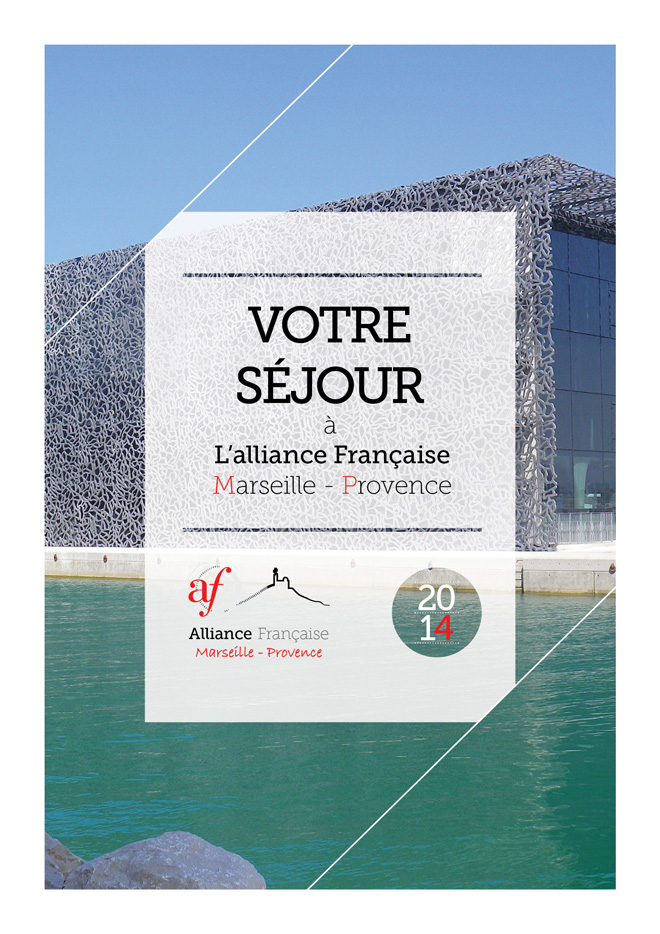 VOTRE
SÉJOUR
à
L'alliance Française
Marseille - Provence
af
Alliance Française
Marseille - Provence
20
14